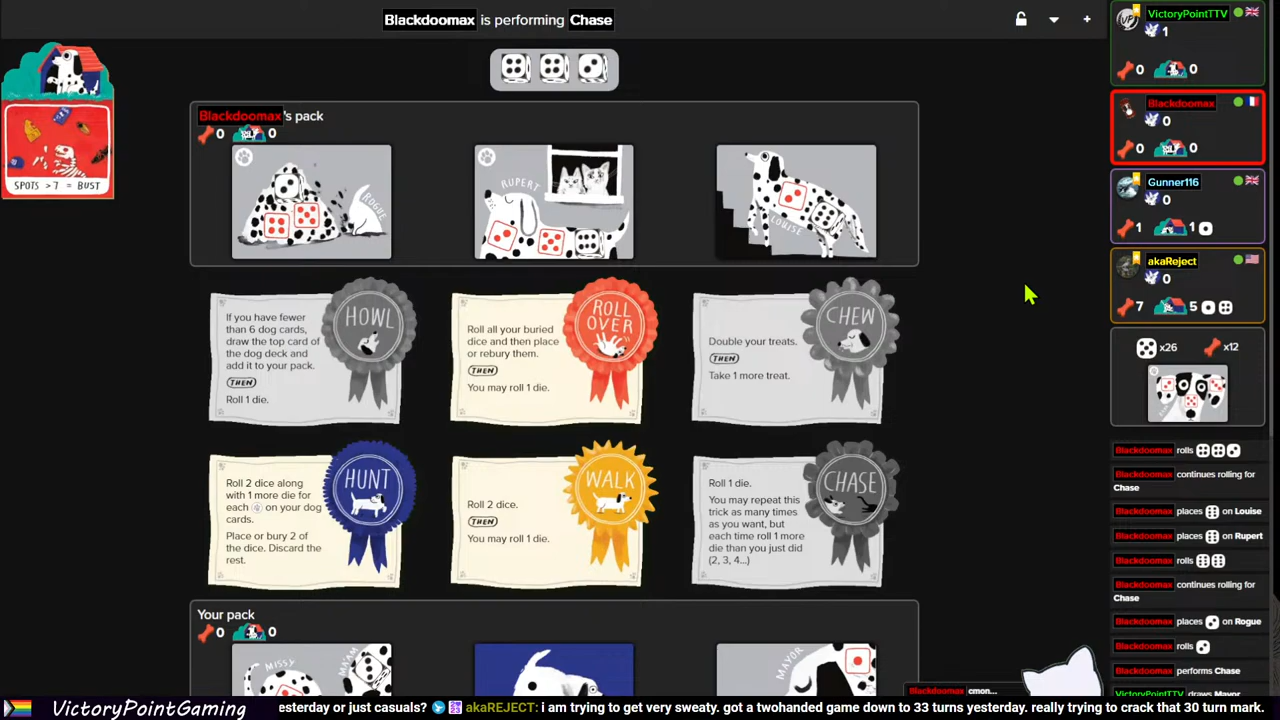 Blackdoomax is performing Chase
SPOTS >7 = BUST
Blackdoomax's pack
0 0
ROGUE
RUPERT
LOUISE
If you have fewer
than 6 dog cards,
draw the top card of
the dog deck and
add it to your pack.
THEN
Roll 1 die.
HOWL
Roll all your buried
dice and then place
or rebury them.
THEN
You may roll 1 die.
ROLL
OVER
Double your treats.
THEN
Take 1 more treat.
CHEW
Roll 2 dice along
with 1 more die for
each on your dog
cards.
Place or bury 2 of
the dice. Discard the
rest.
HUNT
Roll 2 dice.
THEN
You may roll 1 die.
WALK
Roll 1 die.
You may repeat this
trick as many times
as you want, but
each time roll 1 more
die than you just did
(2, 3, 4...)
CHASE
Your pack
0 0
MISSY
MAAM
MAYOR
VictoryPointTTV
VP
1
0 0
Blackdoomax
0
0 0
Gunner116
0
1 1
akaReject
0
7 5
x26 x12
Blackdoomax rolls
Blackdoomax continues rolling for
Chase
Blackdoomax places on Louise
Blackdoomax places on Rupert
Blackdoomax rolls
Blackdoomax continues rolling for
Chase
Blackdoomax places on Rogue
Blackdoomax rolls
Blackdoomax performs Chase
VictoryPointTTV draws Mayor
Blackdoomax cmon...
VictoryPointGaming
esterday or just casuals? akaREJECT: i am trying to get very sweaty. got a twohanded game down to 33 turns yesterday. really trying to crack that 30 turn mark.